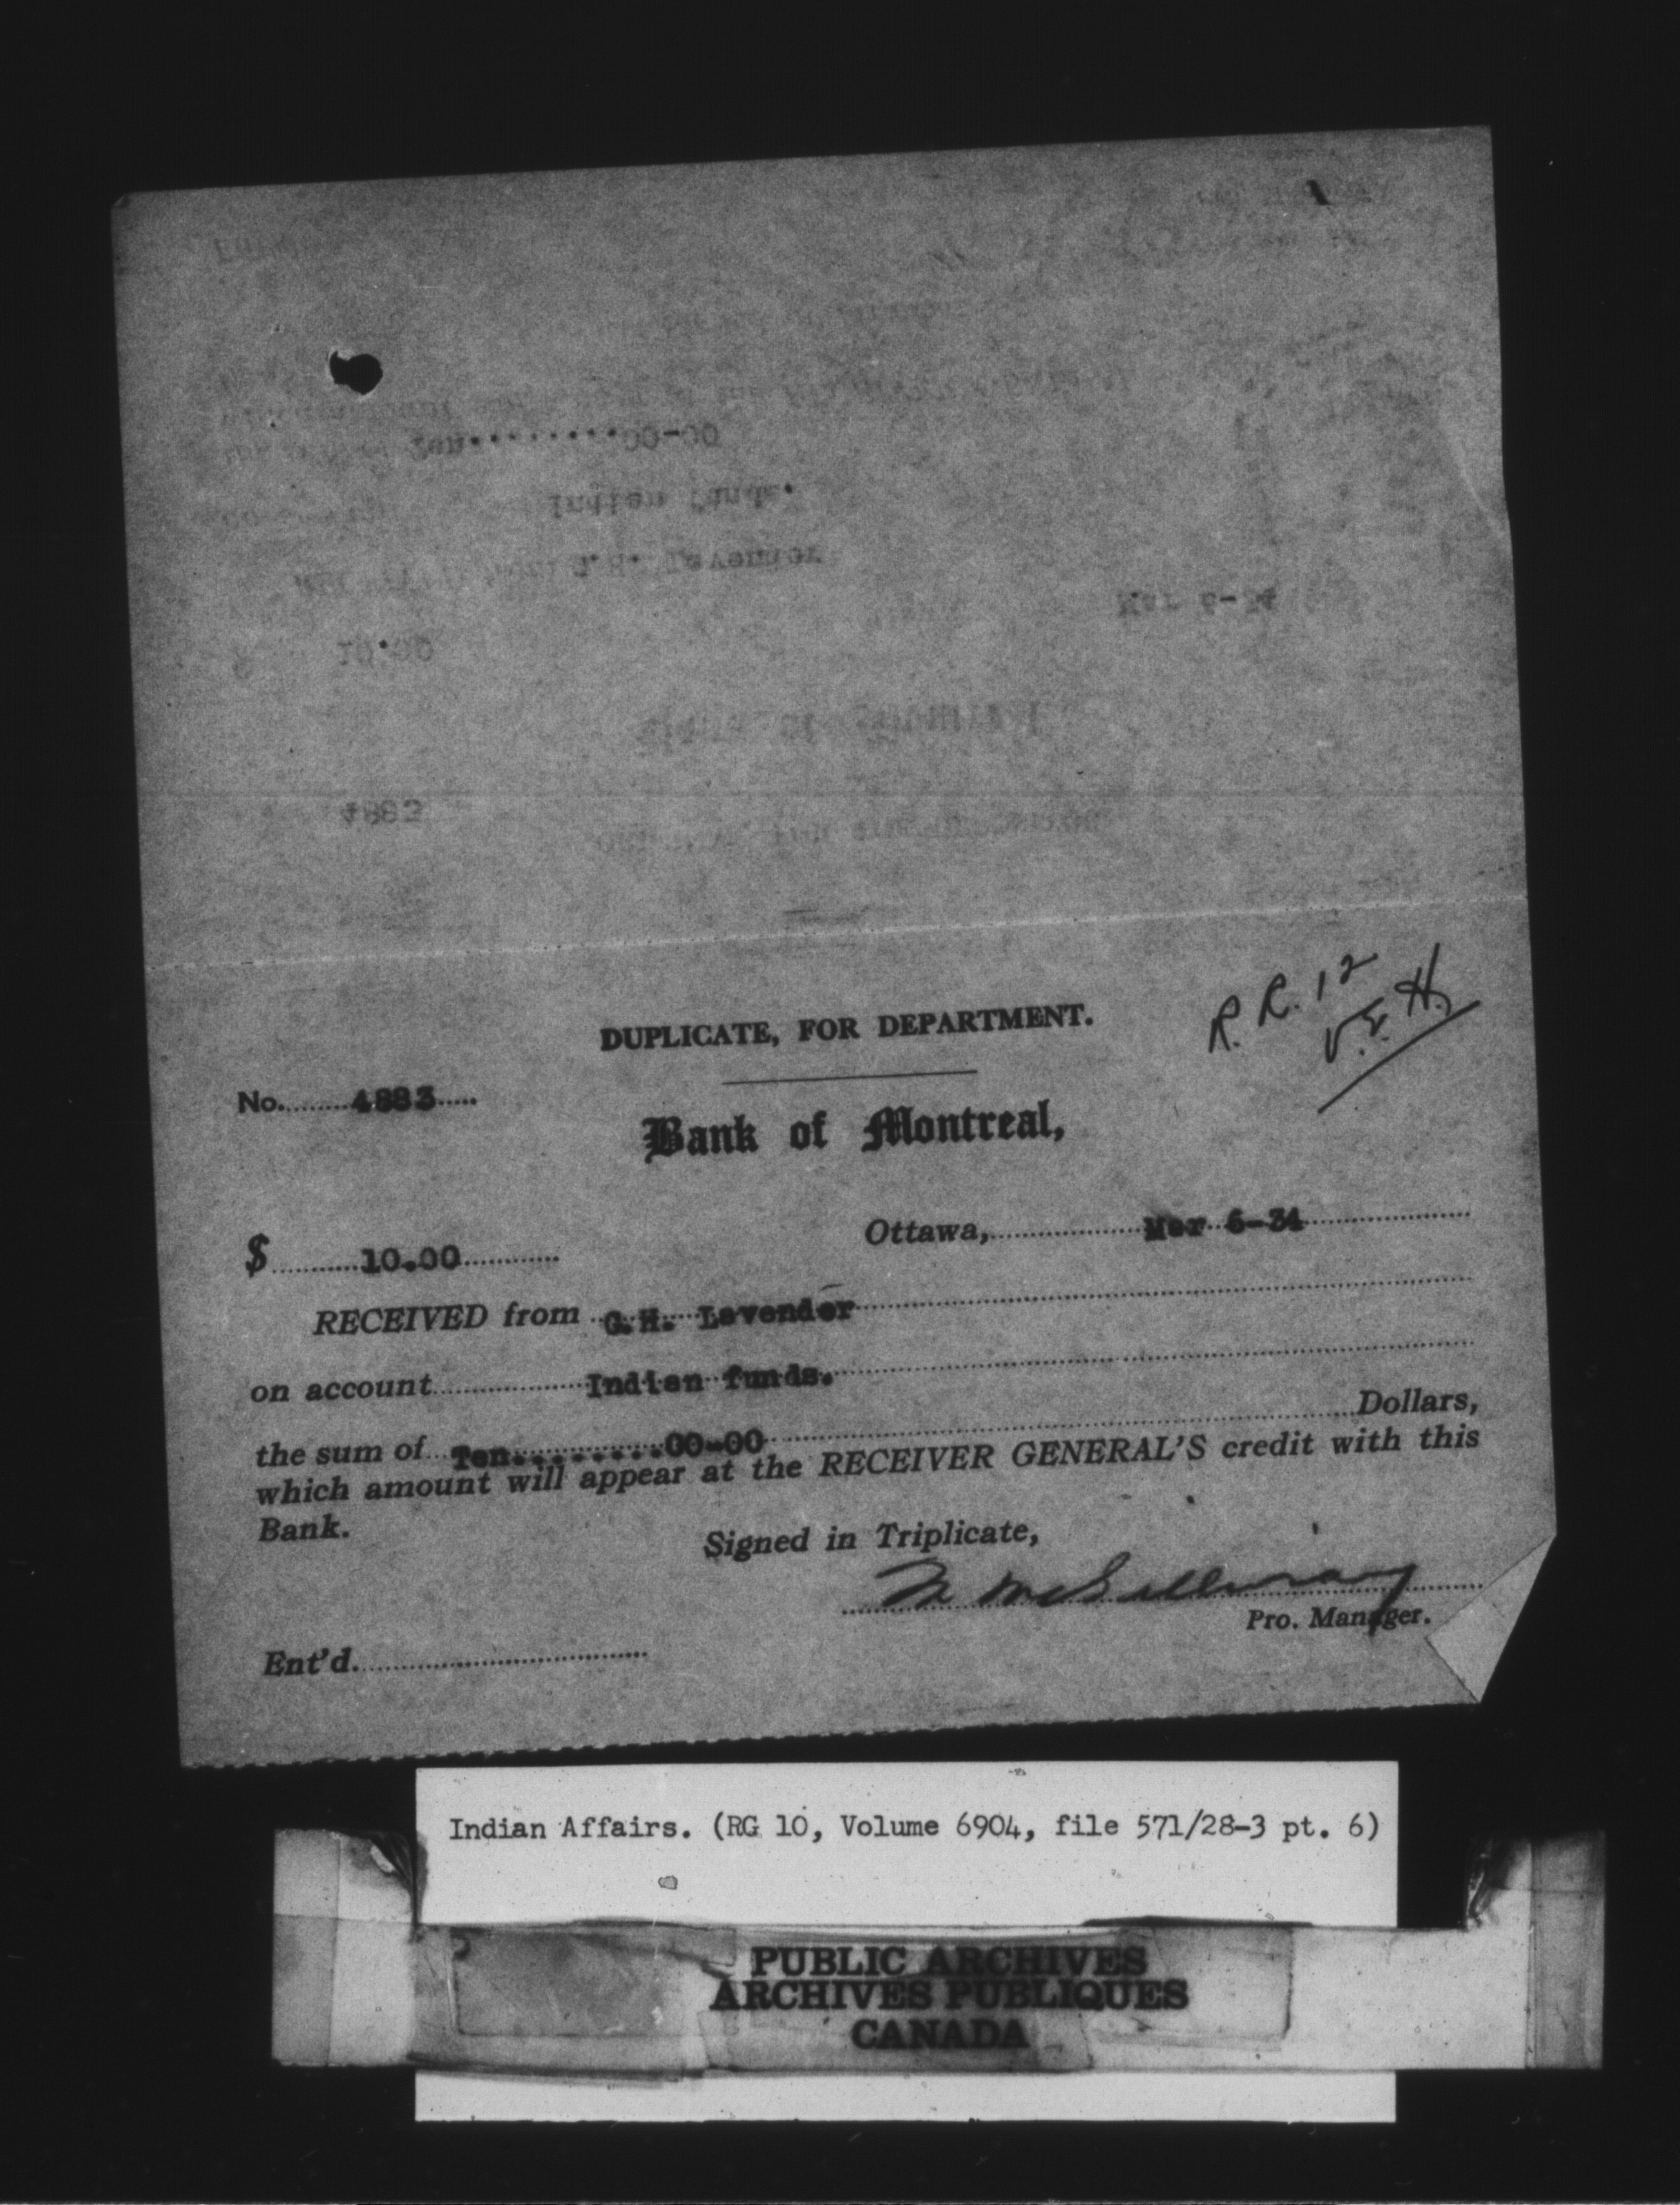 R. R. 12
V. E. H.
DUPLICATE, FOR DEPARTMENT.
No. 4883
Bank of Montreal,
Ottawa, Mar 6-34
$ 10.00
RECEIVED from G.H. Lavender
on account Indian funds.
the sum of Ten........00-00 Dollars,
which amount will appear at the RECEIVER GENERAL'S credit with this
Bank.
Signed in Triplicate,
Pro. Manager.
Ent'd.
Indian Affairs. (RG 10, Volume 6904, file 571/28-3 pt. 6)
PUBLIC ARCHIVES
ARCHIVES PUBLIQUES
CANADA